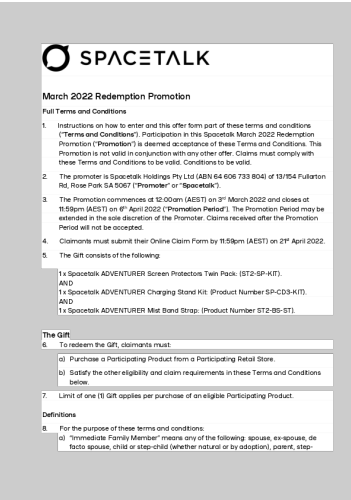 SPACETALK
March 2022 Redemption Promotion
Full Terms and Conditions
1. Instructions on how to enter and this offer form part of these terms and conditions
("Terms and Conditions"). Participation in this Spacetalk March 2022 Redemption
Promotion ("Promotion") is deemed acceptance of these Terms and Conditions. This
Promotion is not valid in conjunction with any other offer. Claims must comply with
these Terms and Conditions to be valid. Conditions to be valid.
2. The promoter is Spacetalk Holdings Pty Ltd (ABN 64 606 733 804) of 13/154 Fullarton
Rd, Rose Park SA 5067 ("Promoter" or "Spacetalk").
3. The Promotion commences at 12:00am (AEST) on 3rd March 2022 and closes at
11:59pm (AEST) on 6th April 2022 ("Promotion Period"). The Promotion Period may be
extended in the sole discretion of the Promoter. Claims received after the Promotion
Period will not be accepted.
4. Claimants must submit their Online Claim Form by 11:59pm (AEST) on 21st April 2022.
5. The Gift consists of the following:
1 x Spacetalk ADVENTURER Screen Protectors Twin Pack: (ST2-SP-KIT).
AND
1 x Spacetalk ADVENTURER Charging Stand Kit: (Product Number SP-CD3-KIT).
AND
1 x Spacetalk ADVENTURER Mist Band Strap: (Product Number ST2-BS-ST).
The Gift
6. To redeem the Gift, claimants must:
a) Purchase a Participating Product from a Participating Retail Store.
b) Satisfy the other eligibility and claim requirements in these Terms and Conditions
below.
7. Limit of one (1) Gift applies per purchase of an eligible Participating Product.
Definitions
8. For the purpose of these terms and conditions:
a) "Immediate Family Member" means any of the following: spouse, ex-spouse, de
facto spouse, child or step-child (whether natural or by adoption), parent, step-